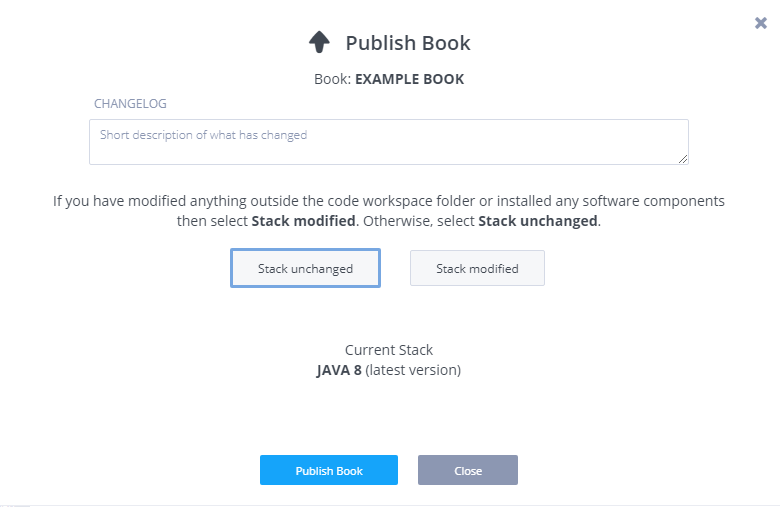 Publish Book
Book: EXAMPLE BOOK
CHANGELOG
Short description of what has changed
If you have modified anything outside the code workspace folder or installed any software components
then select Stack modified. Otherwise, select Stack unchanged.
Stack unchanged
Stack modified
Current Stack
JAVA 8 (latest version)
Publish Book
Close